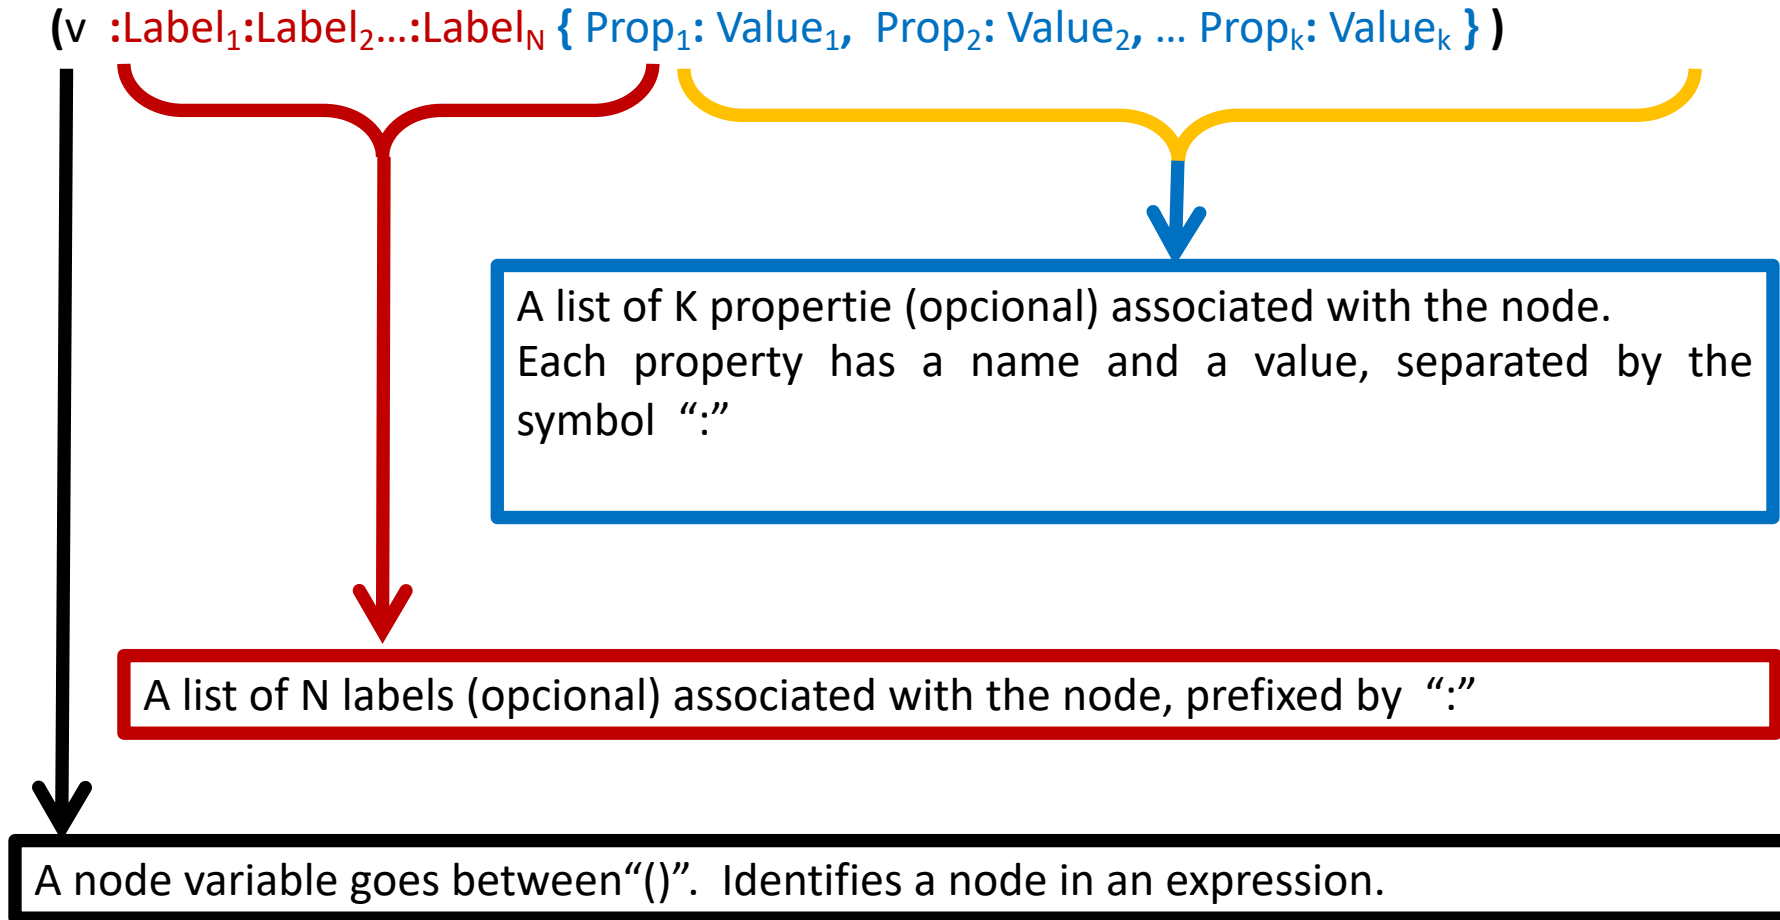 (v :Label₁:Label₂...:Labelₙ { Prop₁: Value₁, Prop₂: Value₂, ... Propₖ: Valueₖ } )
A list of K propertie (opcional) associated with the node.
Each property has a name and a value, separated by the
symbol “:”
A list of N labels (opcional) associated with the node, prefixed by “:”
A node variable goes between“()”. Identifies a node in an expression.